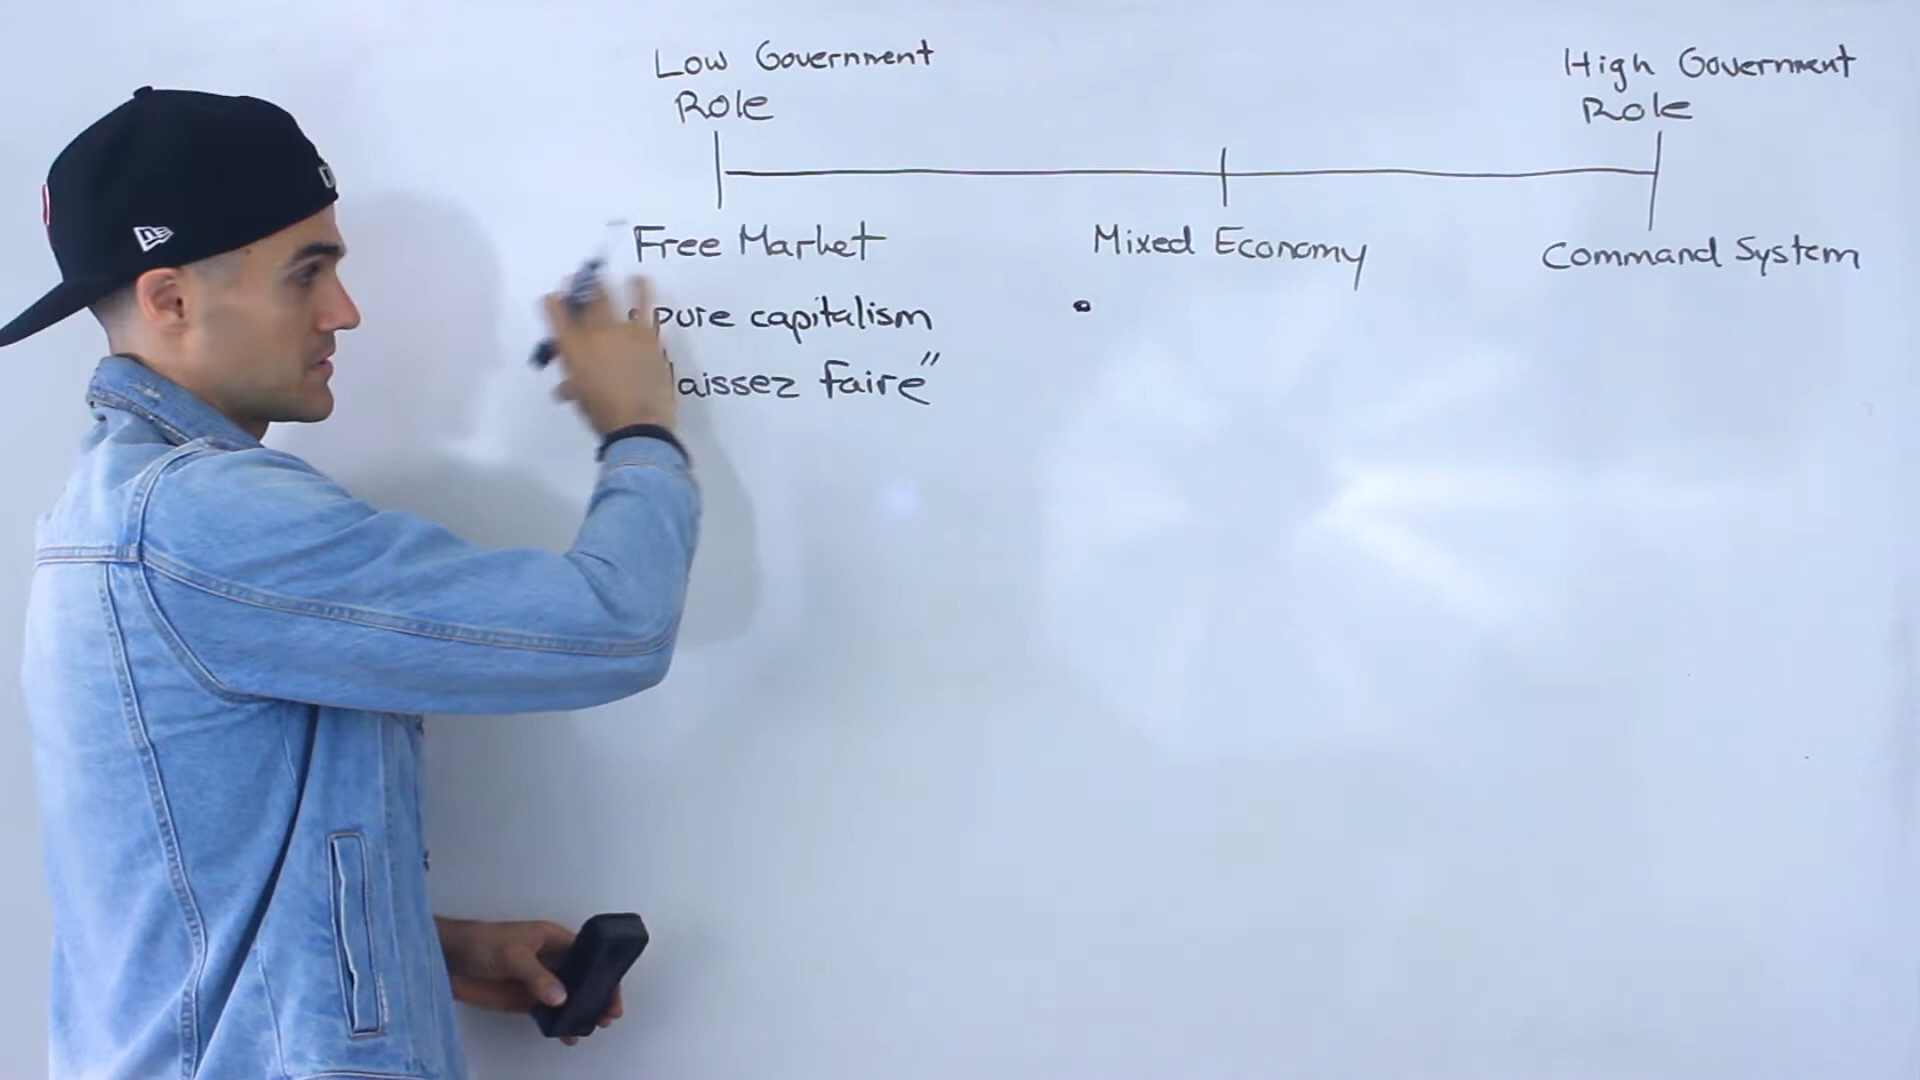 Low Government
Role
High Government
Role
Free Market
Mixed Economy
Command System
• pure capitalism
•
laissez faire"